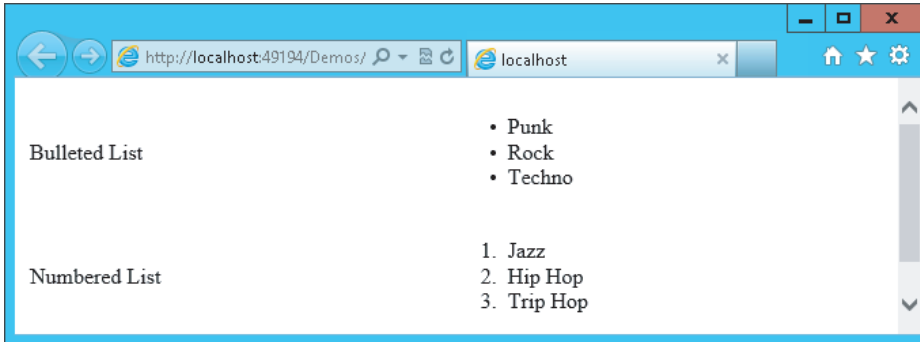 http://localhost:49194/Demos/
localhost
Bulleted List
• Punk
• Rock
• Techno
Numbered List
1. Jazz
2. Hip Hop
3. Trip Hop